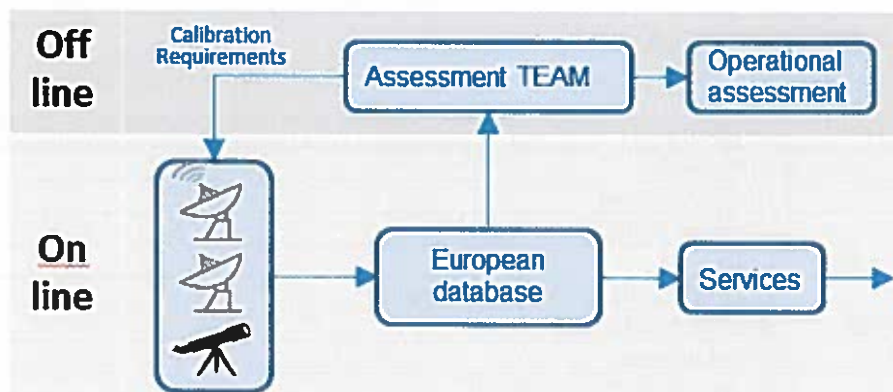 Off
line
Calibration
Requirements
Assessment TEAM
Operational
assessment
On
line
European
database
Services